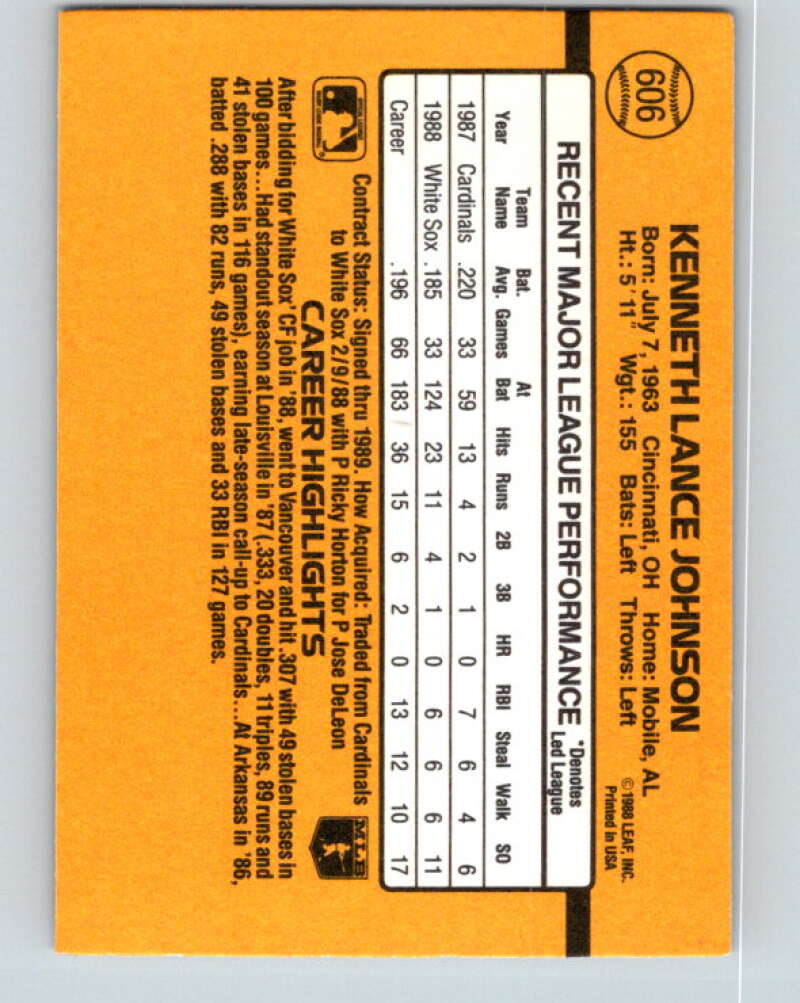 606
KENNETH LANCE JOHNSON
Born: July 7, 1963 Cincinnati, OH Home: Mobile, AL
Ht.: 5'11" Wgt.: 155 Bats: Left Throws: Left
© 1988 LEAF, INC.
Printed in USA
RECENT MAJOR LEAGUE PERFORMANCE *Denotes Led League
Year Team Name Bat. Avg. Games At Bat Hits Runs 2B 3B HR RBI Steal Walk SO
1987 Cardinals .220 33 59 13 4 2 1 0 7 6 4 6
1988 White Sox .185 33 124 23 11 4 1 0 6 6 6 11
Career .196 66 183 36 15 6 2 0 13 12 10 17
Contract Status: Signed thru 1989. How Acquired: Traded from Cardinals
to White Sox 2/9/88 with P Ricky Horton for P Jose DeLeon
MLB
CAREER HIGHLIGHTS
After bidding for White Sox' CF job in '88, went to Vancouver and hit .307 with 49 stolen bases in
100 games...Had standout season at Louisville in '87 (.333, 20 doubles, 11 triples, 89 runs and
41 stolen bases in 116 games), earning late-season call-up to Cardinals...At Arkansas in '86,
batted .288 with 82 runs, 49 stolen bases and 33 RBI in 127 games.